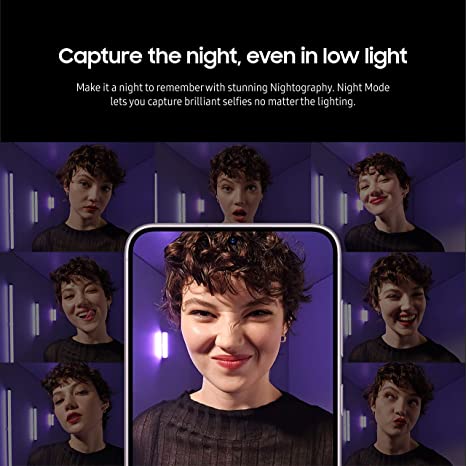 Capture the night, even in low light
Make it a night to remember with stunning Nightography. Night Mode
lets you capture brilliant selfies no matter the lighting.